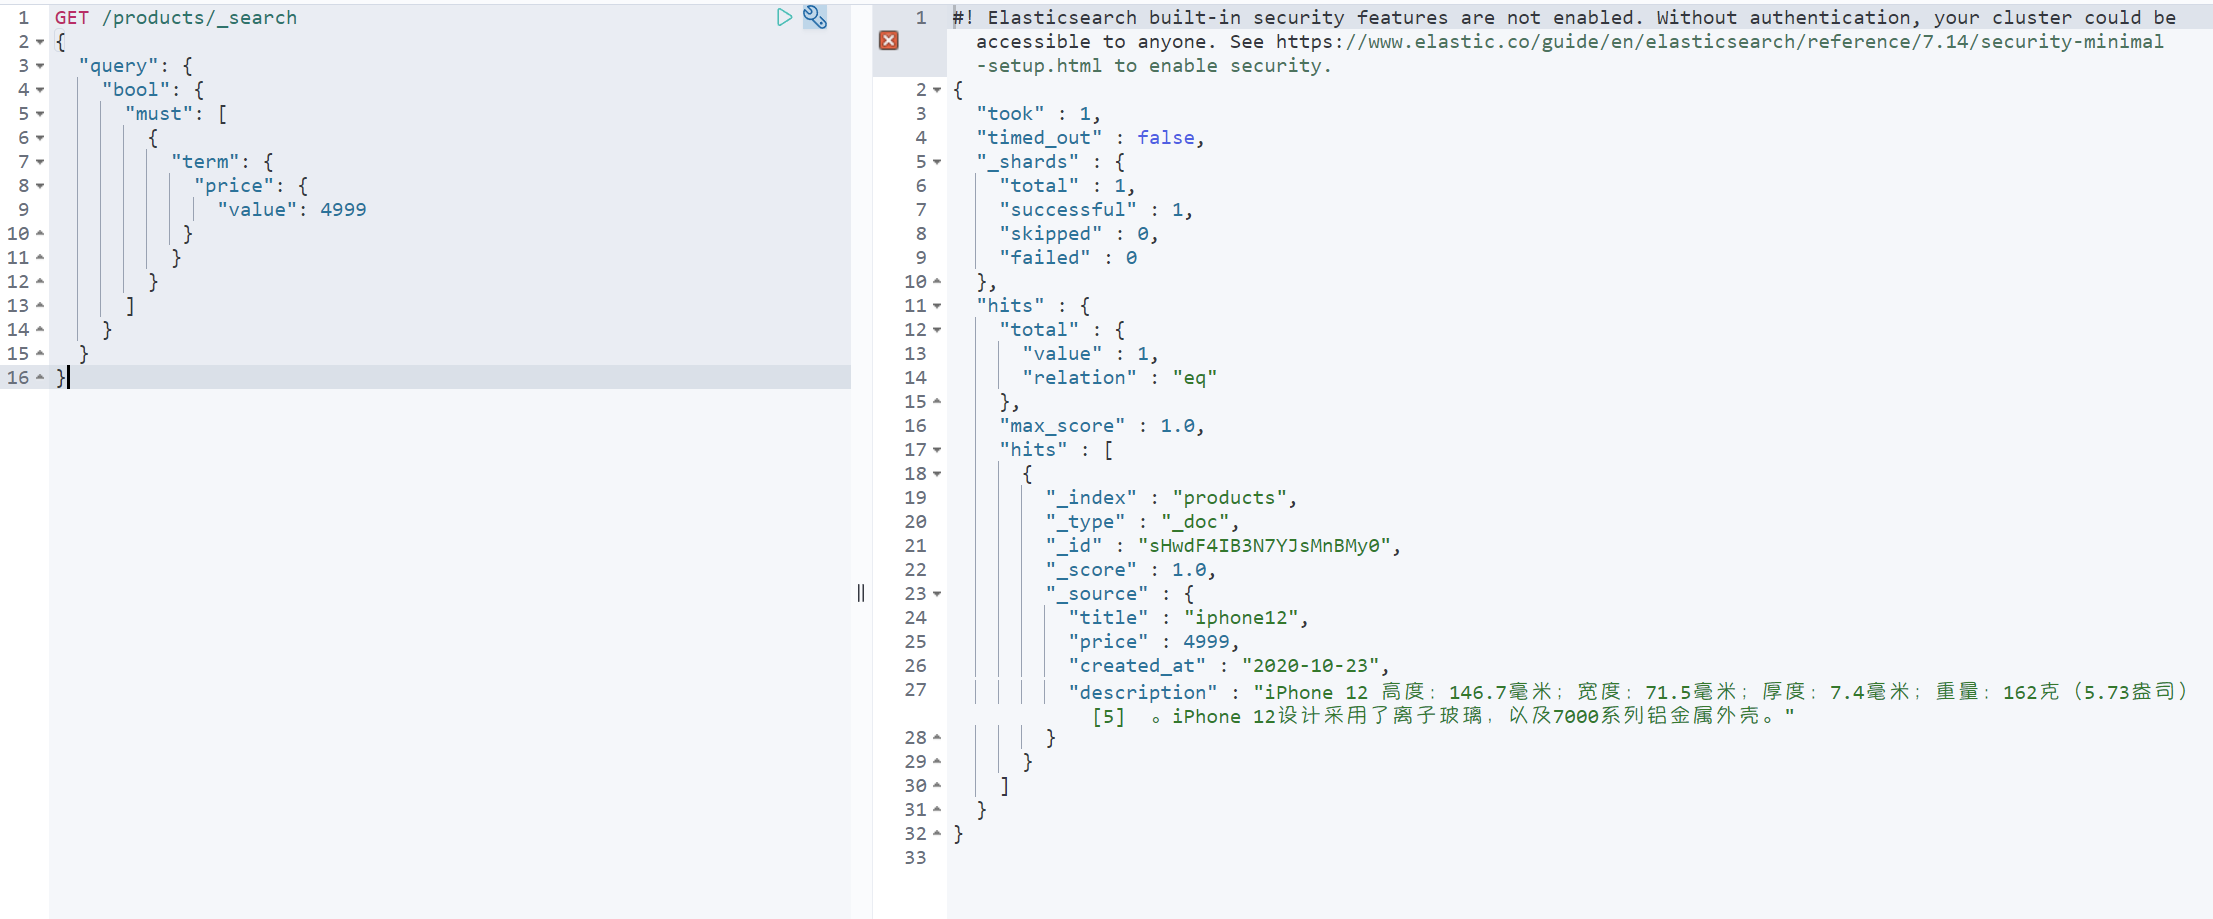 1 GET /products/_search
2 {
3 "query": {
4 "bool": {
5 "must": [
6 {
7 "term": {
8 "price": {
9 "value": 4999
10 }
11 }
12 }
13 ]
14 }
15 }
16 }
1 #! Elasticsearch built-in security features are not enabled. Without authentication, your cluster could be
accessible to anyone. See https://www.elastic.co/guide/en/elasticsearch/reference/7.14/security-minimal
-setup.html to enable security.
2 {
3 "took" : 1,
4 "timed_out" : false,
5 "_shards" : {
6 "total" : 1,
7 "successful" : 1,
8 "skipped" : 0,
9 "failed" : 0
10 },
11 "hits" : {
12 "total" : {
13 "value" : 1,
14 "relation" : "eq"
15 },
16 "max_score" : 1.0,
17 "hits" : [
18 {
19 "_index" : "products",
20 "_type" : "_doc",
21 "_id" : "sHwdF4IB3N7YJsMnBMy0",
22 "_score" : 1.0,
23 "_source" : {
24 "title" : "iphone12",
25 "price" : 4999,
26 "created_at" : "2020-10-23",
27 "description" : "iPhone 12 高度：146.7毫米；宽度：71.5毫米；厚度：7.4毫米；重量：162克（5.73盎司）
[5] 。iPhone 12设计采用了离子玻璃，以及7000系列铝金属外壳。"
28 }
29 }
30 ]
31 }
32 }
33